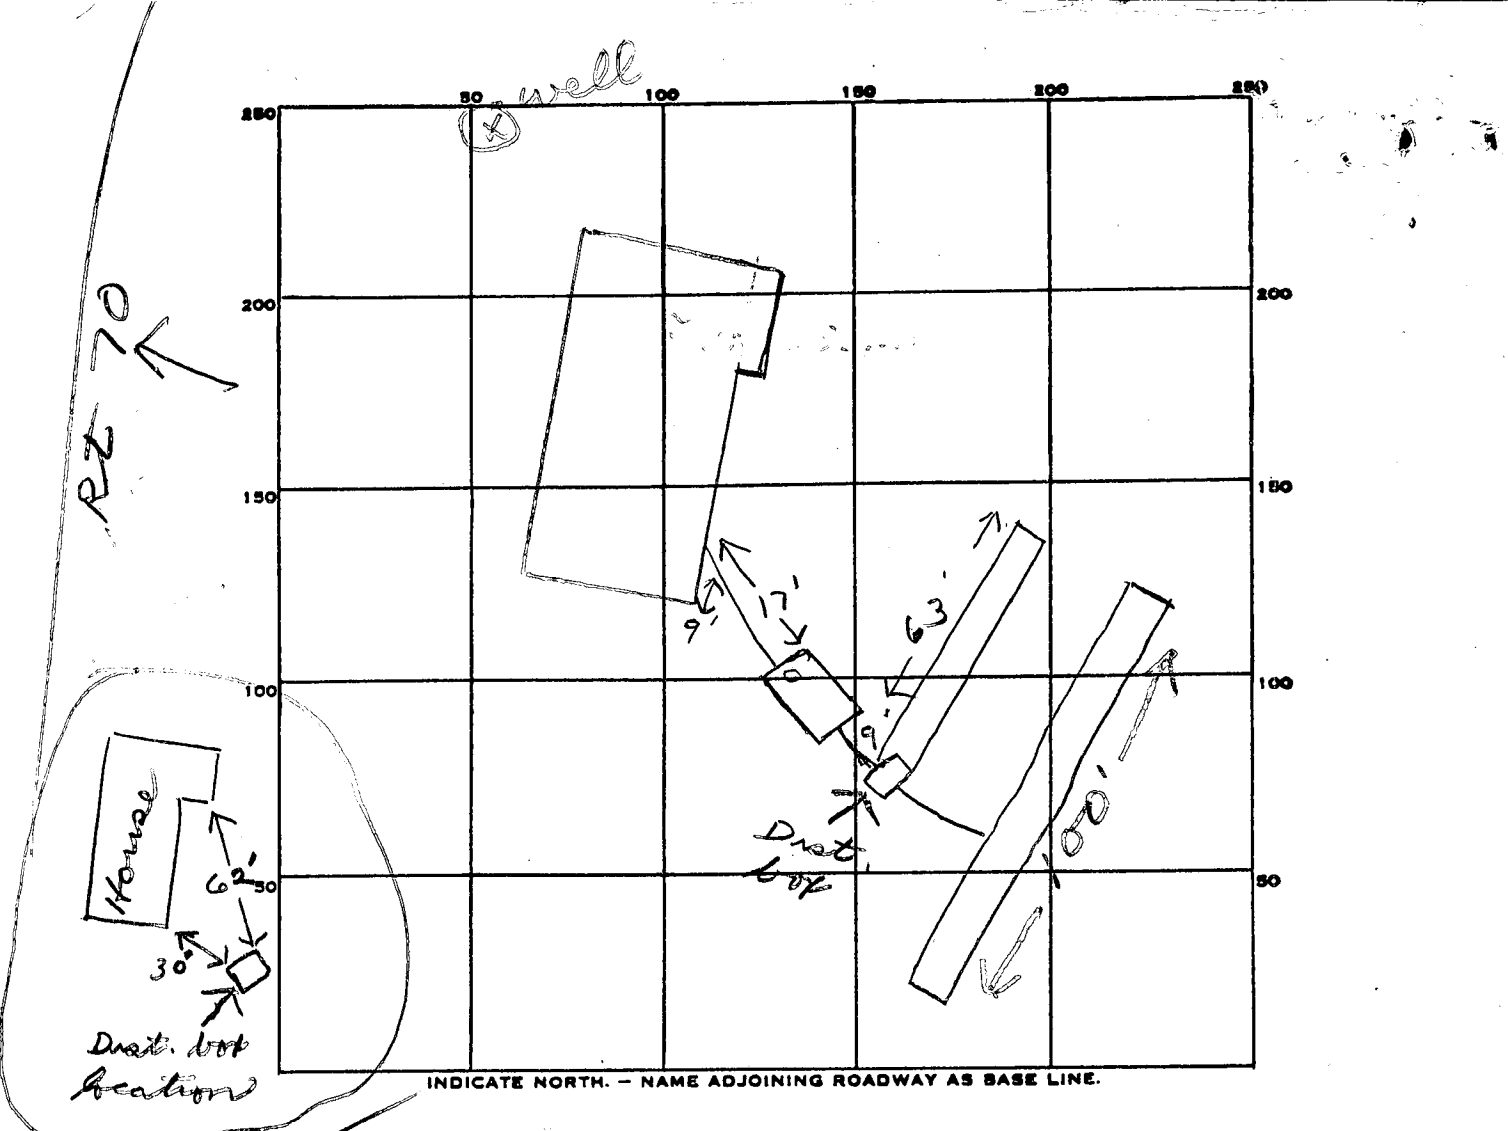 well
50 100 150 200 250
250
200 200
Rt 70
150 150
63'
17'
9'
100 100
9'
House
100'
Dist.
box
62'
50 50
30'
Dist. box
location
INDICATE NORTH. — NAME ADJOINING ROADWAY AS BASE LINE.